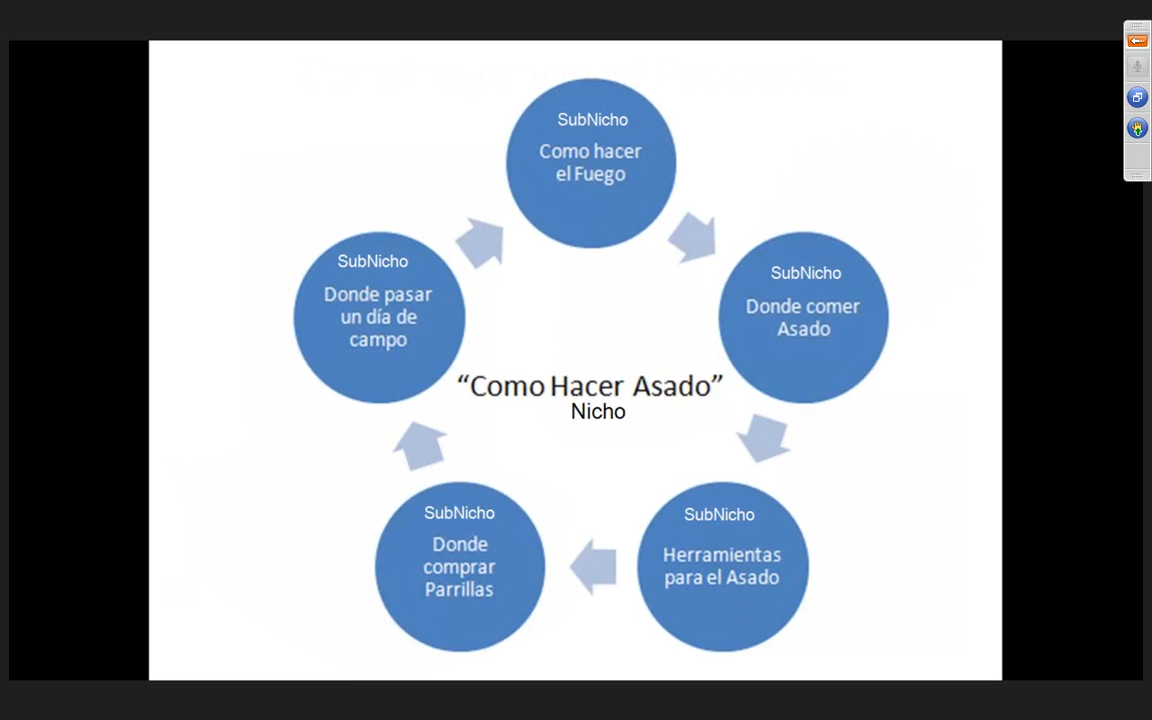 SubNicho
Como hacer
el Fuego
SubNicho
Donde comer
Asado
SubNicho
Herramientas
para el Asado
SubNicho
Donde
comprar
Parrillas
SubNicho
Donde pasar
un día de
campo
“Como Hacer Asado”
Nicho